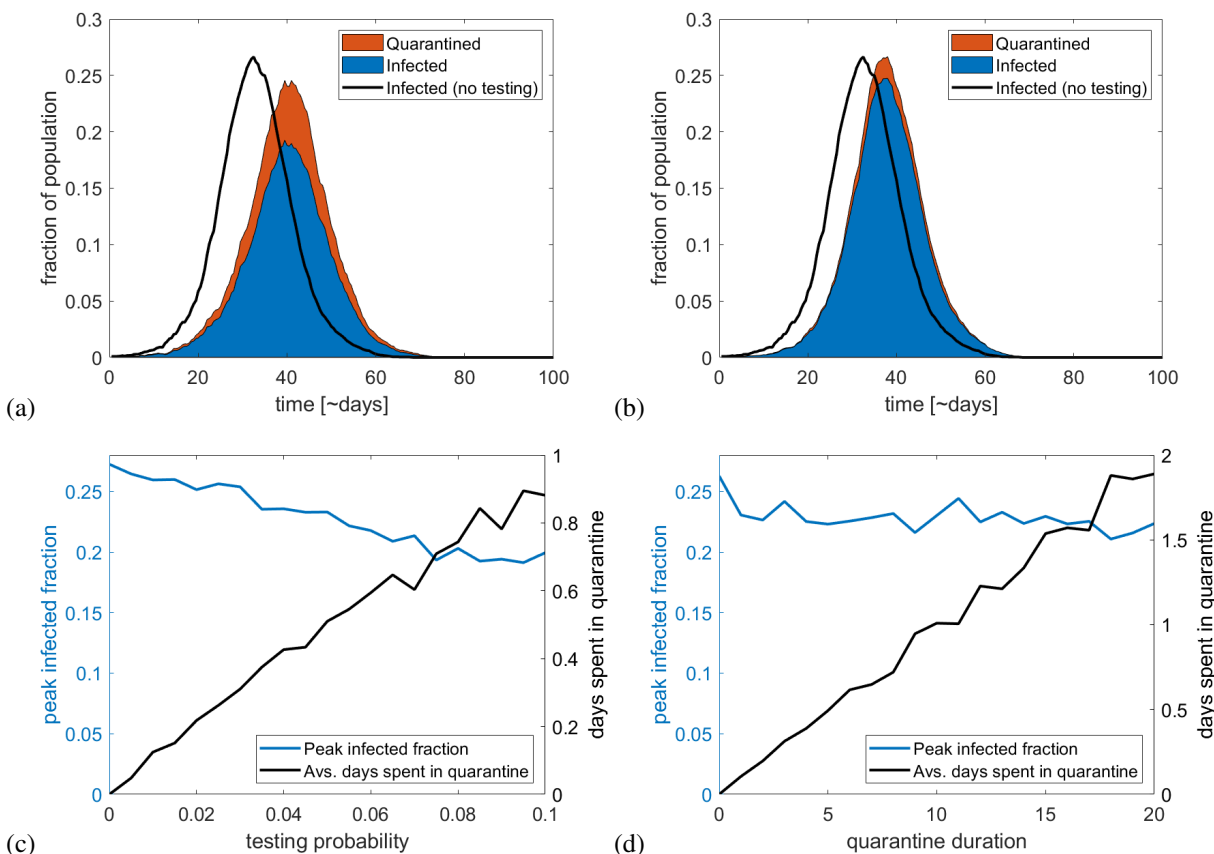 0.3
0.25
0.2
0.15
0.1
0.05
0
fraction of population
Quarantined
Infected
Infected (no testing)
0 20 40 60 80 100
time [~days]
(a)
0.3
0.25
0.2
0.15
0.1
0.05
0
fraction of population
Quarantined
Infected
Infected (no testing)
0 20 40 60 80 100
time [~days]
(b)
0.25
0.2
0.15
0.1
0.05
0
peak infected fraction
1
0.8
0.6
0.4
0.2
0
days spent in quarantine
Peak infected fraction
Avs. days spent in quarantine
0 0.02 0.04 0.06 0.08 0.1
testing probability
(c)
0.25
0.2
0.15
0.1
0.05
0
peak infected fraction
2
1.5
1
0.5
0
days spent in quarantine
Peak infected fraction
Avs. days spent in quarantine
0 5 10 15 20
quarantine duration
(d)